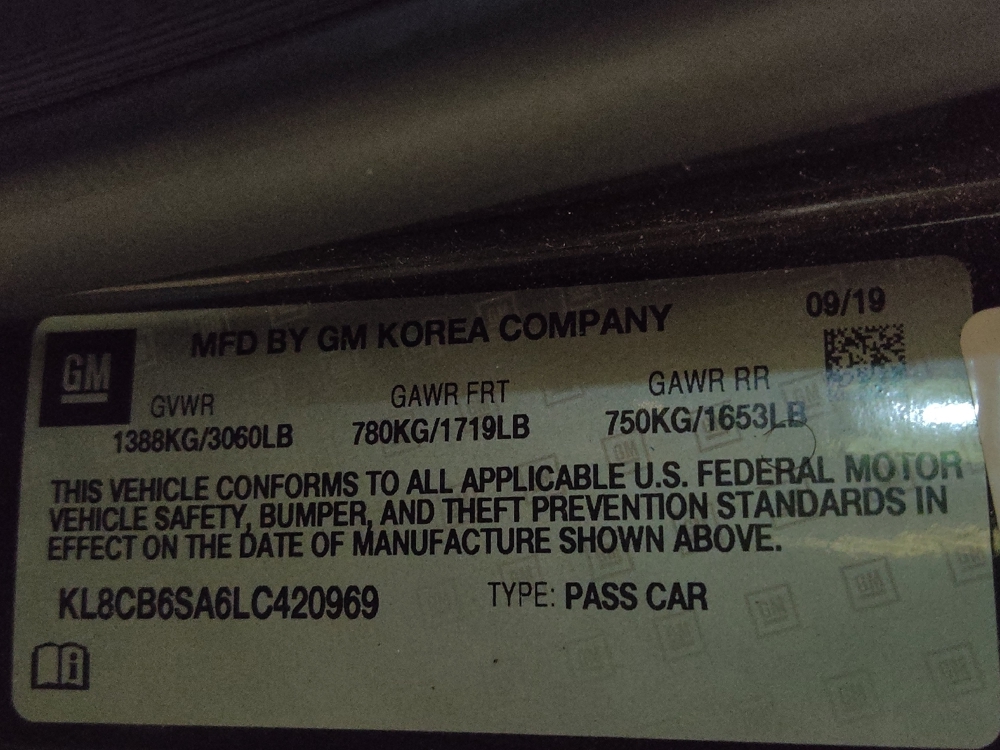 09/19
MFD BY GM KOREA COMPANY
GM
GVWR GAWR FRT GAWR RR
1388KG/3060LB 780KG/1719LB 750KG/1653LB
THIS VEHICLE CONFORMS TO ALL APPLICABLE U.S. FEDERAL MOTOR
VEHICLE SAFETY, BUMPER, AND THEFT PREVENTION STANDARDS IN
EFFECT ON THE DATE OF MANUFACTURE SHOWN ABOVE.
KL8CB6SA6LC420969 TYPE: PASS CAR